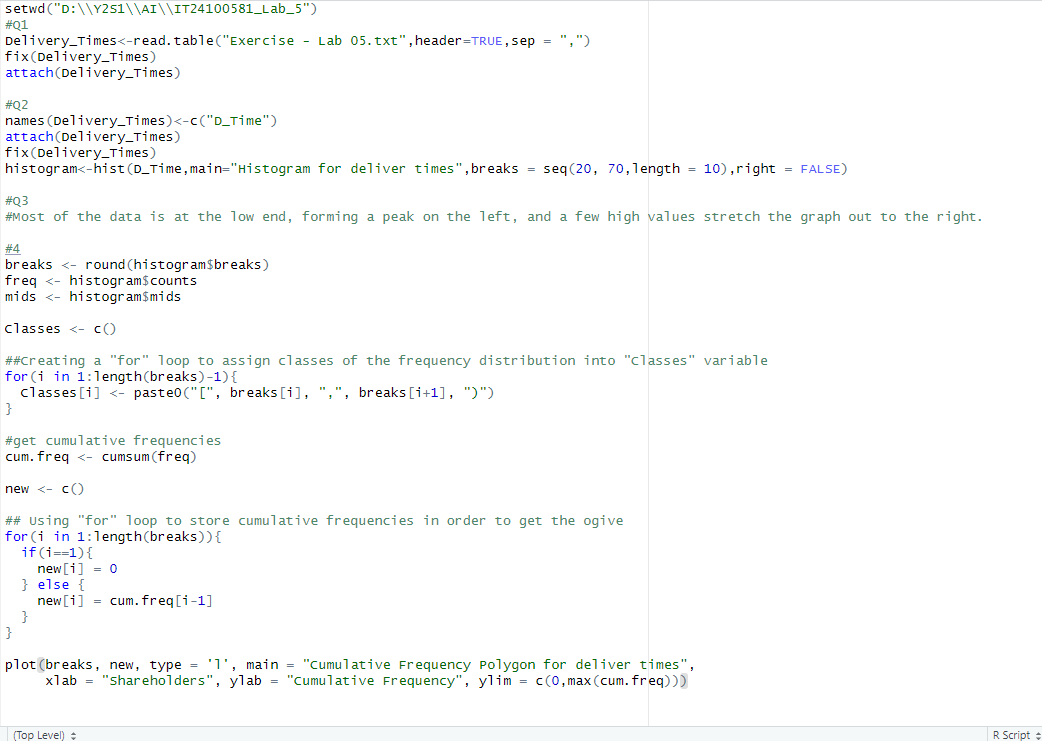 setwd("D:\\Y2S1\\AI\\IT24100581_Lab_5")
#Q1
Delivery_Times<-read.table("Exercise - Lab 05.txt",header=TRUE,sep = ",")
fix(Delivery_Times)
attach(Delivery_Times)
#Q2
names(Delivery_Times)<-c("D_Time")
attach(Delivery_Times)
fix(Delivery_Times)
histogram<-hist(D_Time,main="Histogram for deliver times",breaks = seq(20, 70,length = 10),right = FALSE)
#Q3
#Most of the data is at the low end, forming a peak on the left, and a few high values stretch the graph out to the right.
#4
breaks <- round(histogram$breaks)
freq <- histogram$counts
mids <- histogram$mids
Classes <- c()
##Creating a "for" loop to assign classes of the frequency distribution into "Classes" variable
for(i in 1:length(breaks)-1){
  Classes[i] <- paste0("[", breaks[i], ",", breaks[i+1], ")")
}
#get cumulative frequencies
cum.freq <- cumsum(freq)
new <- c()
## Using "for" loop to store cumulative frequencies in order to get the ogive
for(i in 1:length(breaks)){
  if(i==1){
    new[i] = 0
  } else {
    new[i] = cum.freq[i-1]
  }
}
plot(breaks, new, type = 'l', main = "Cumulative Frequency Polygon for deliver times",
     xlab = "Shareholders", ylab = "Cumulative Frequency", ylim = c(0,max(cum.freq)))
(Top Level) R Script